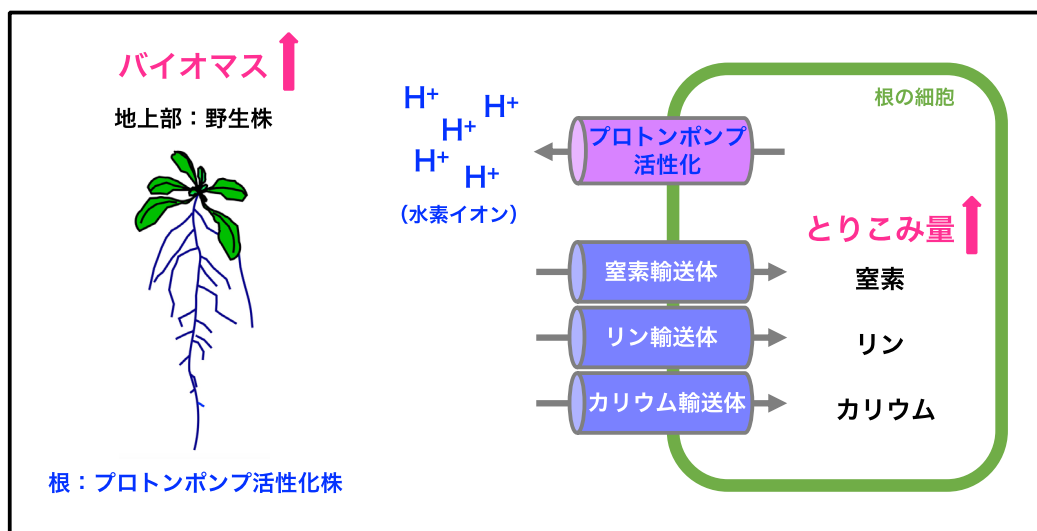 バイオマス
地上部：野生株
根：プロトンポンプ活性化株
H+
H+
H+
H+
H+
（水素イオン）
根の細胞
プロトンポンプ
活性化
とりこみ量
窒素輸送体
窒素
リン輸送体
リン
カリウム輸送体
カリウム